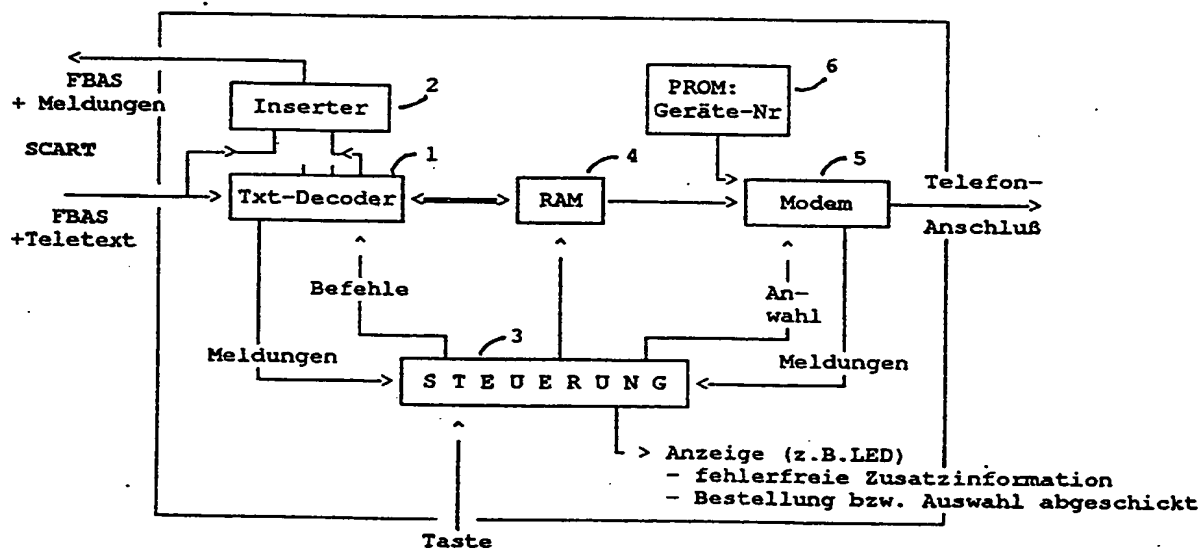 FBAS
+ Meldungen
SCART
FBAS
+Teletext
2
Inserter
1
Txt-Decoder
4
RAM
6
PROM:
Geräte-Nr
5
Modem
Telefon-
Anschluß
Befehle
An-
wahl
Meldungen
3
Meldungen
STEUERUNG
> Anzeige (z.B.LED)
- fehlerfreie Zusatzinformation
- Bestellung bzw. Auswahl abgeschickt
Taste